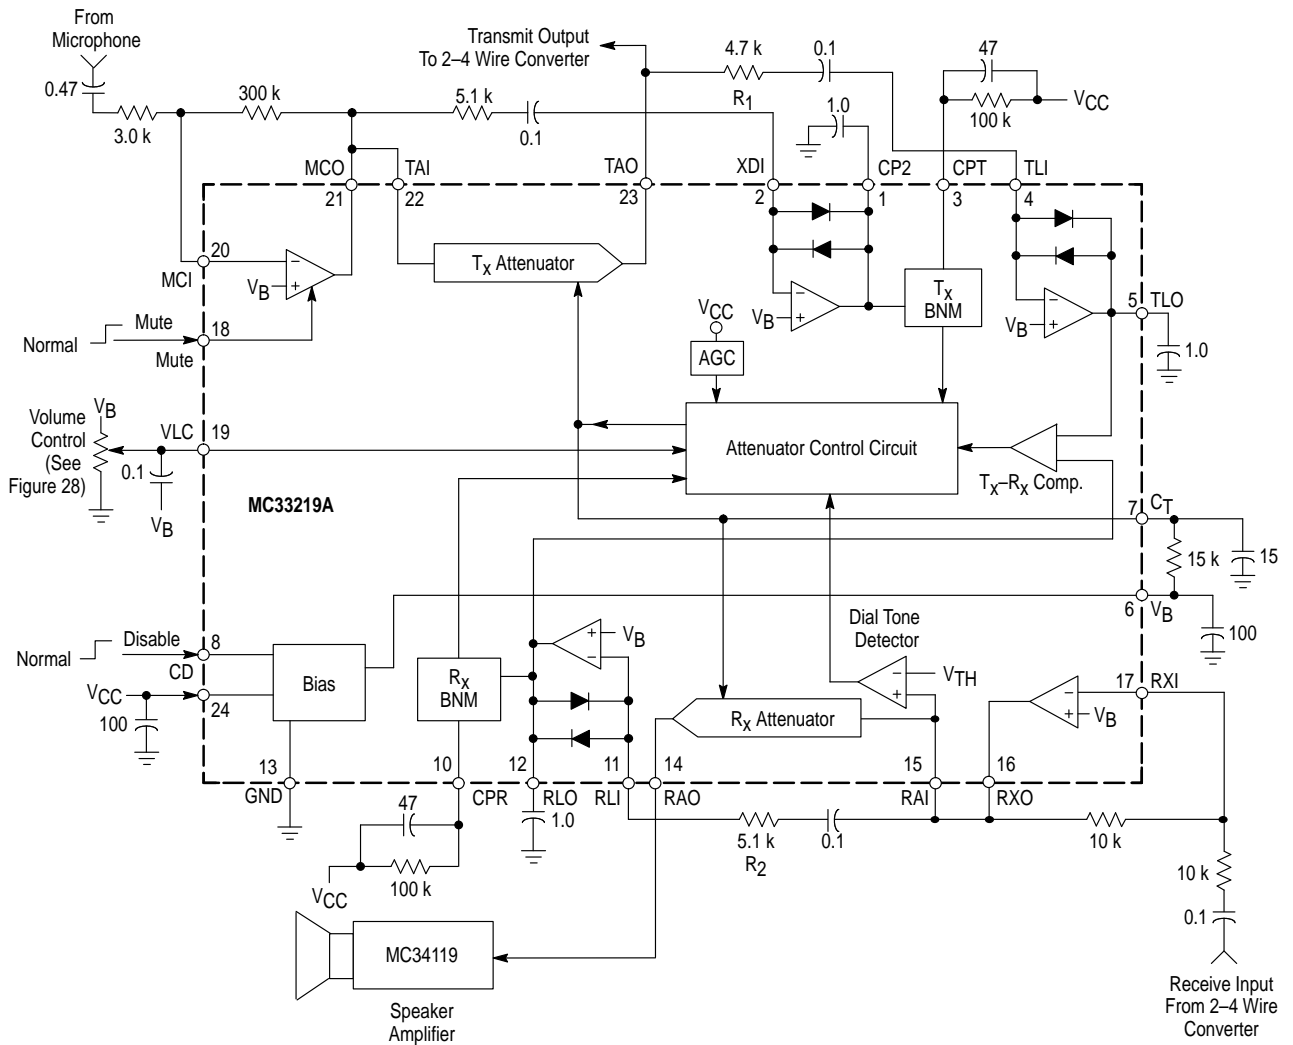 From
Microphone
0.47
3.0 k
300 k
5.1 k
0.1
Transmit Output
To 2–4 Wire Converter
4.7 k
R1
0.1
1.0
47
100 k
VCC
MCO
21
TAI
22
TAO
23
XDI
2
CP2
1
CPT
3
TLI
4
20
MCI
VB
–
+
Tx Attenuator
VB
–
+
Tx
BNM
VB
–
+
5
TLO
1.0
Normal
Mute
18
Mute
VCC
AGC
Volume
Control
(See
Figure 28)
VB
VLC
19
0.1
VB
Attenuator Control Circuit
Tx–Rx Comp.
MC33219A
7
CT
15 k
15
6
VB
100
Normal
Disable
8
CD
VCC
24
100
Bias
Rx
BNM
+
–
VB
Dial Tone
Detector
VTH
–
+
Rx Attenuator
–
+
VB
17
RXI
13
GND
10
CPR
12
RLO
11
RLI
14
RAO
15
RAI
16
RXO
47
100 k
VCC
1.0
5.1 k
R2
0.1
10 k
10 k
0.1
MC34119
Speaker
Amplifier
Receive Input
From 2–4 Wire
Converter